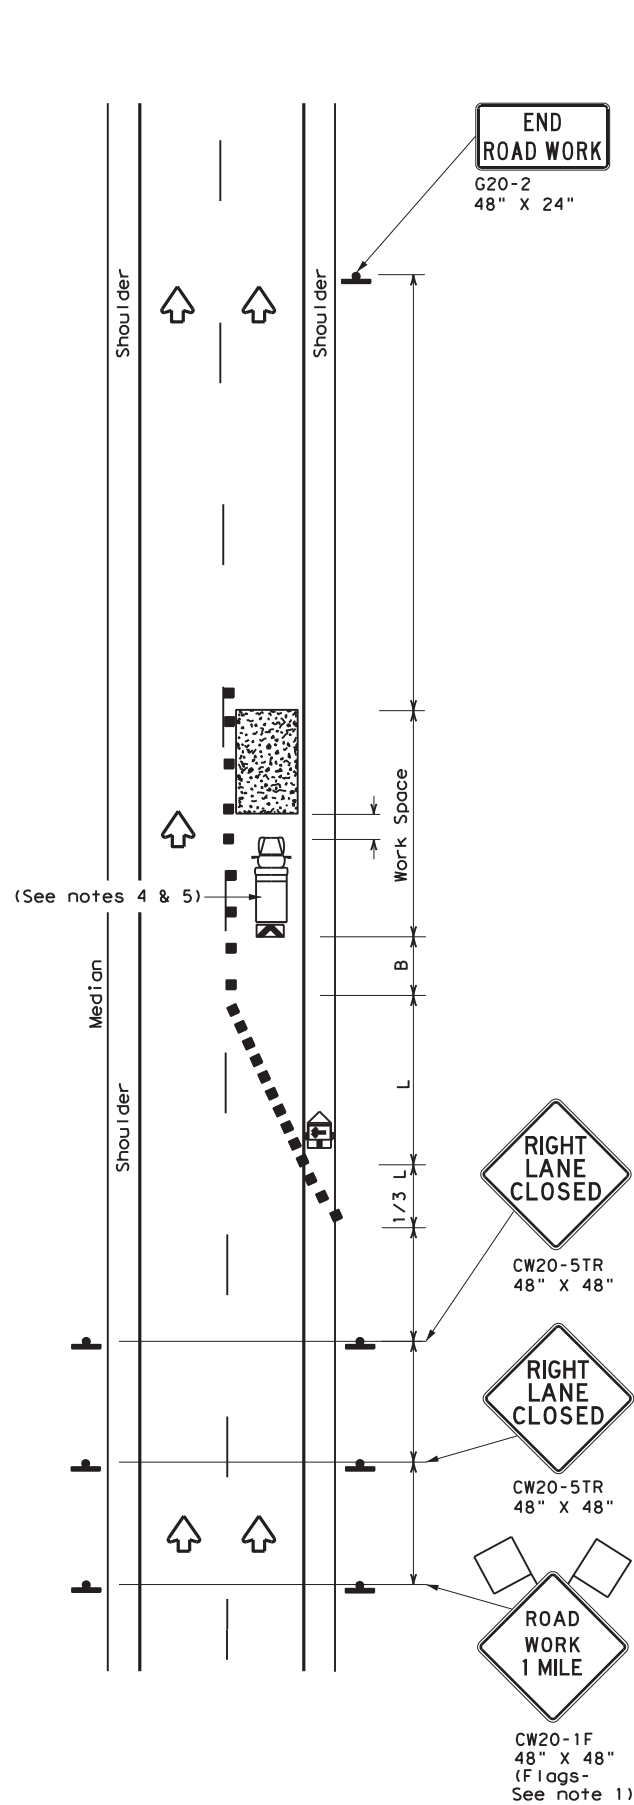 END
ROAD WORK
G20-2
48" X 24"
Shoulder
Shoulder
Work Space
(See notes 4 & 5)
B
Median
L
Shoulder
1/3 L
RIGHT
LANE
CLOSED
CW20-5TR
48" X 48"
RIGHT
LANE
CLOSED
CW20-5TR
48" X 48"
ROAD
WORK
1 MILE
CW20-1F
48" X 48"
(Flags-
See note 1)